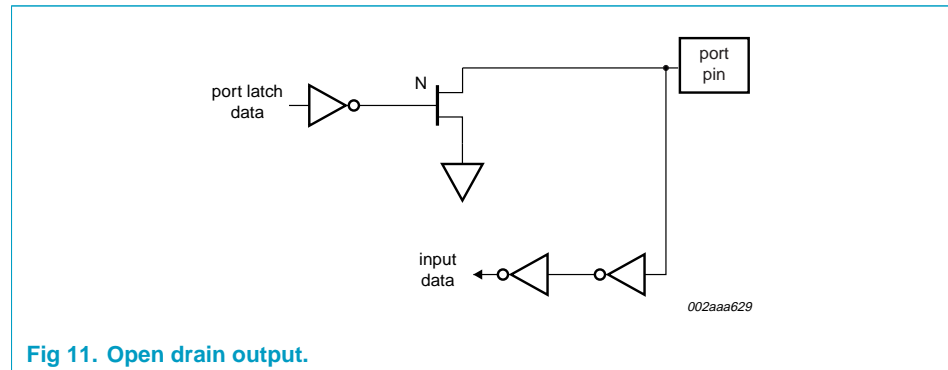 port
pin
N
port latch
data
input
data
002aaa629
Fig 11. Open drain output.